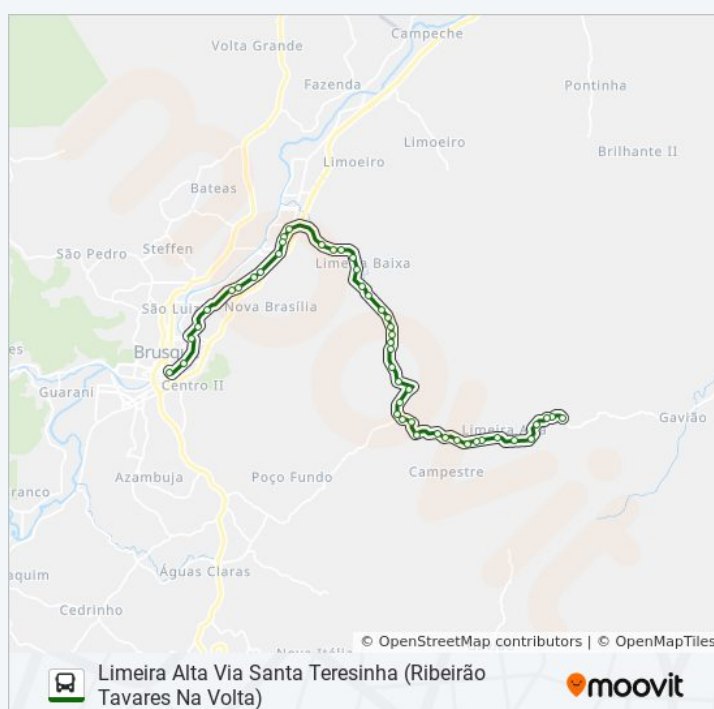 Campeche
Volta Grande
Fazenda
Pontinha
Limoeiro
Brilhante II
Limoeiro
Bateas
São Pedro
Steffen
Limeira Baixa
São Luiz
Nova Brasília
Brusque
Centro II
Guarani
Limeira Alta
Gavião
Campestre
Azambuja
Poço Fundo
Águas Claras
Cedrinho
© OpenStreetMap contributors | © OpenMapTiles
Limeira Alta Via Santa Teresinha (Ribeirão
Tavares Na Volta)
moovit